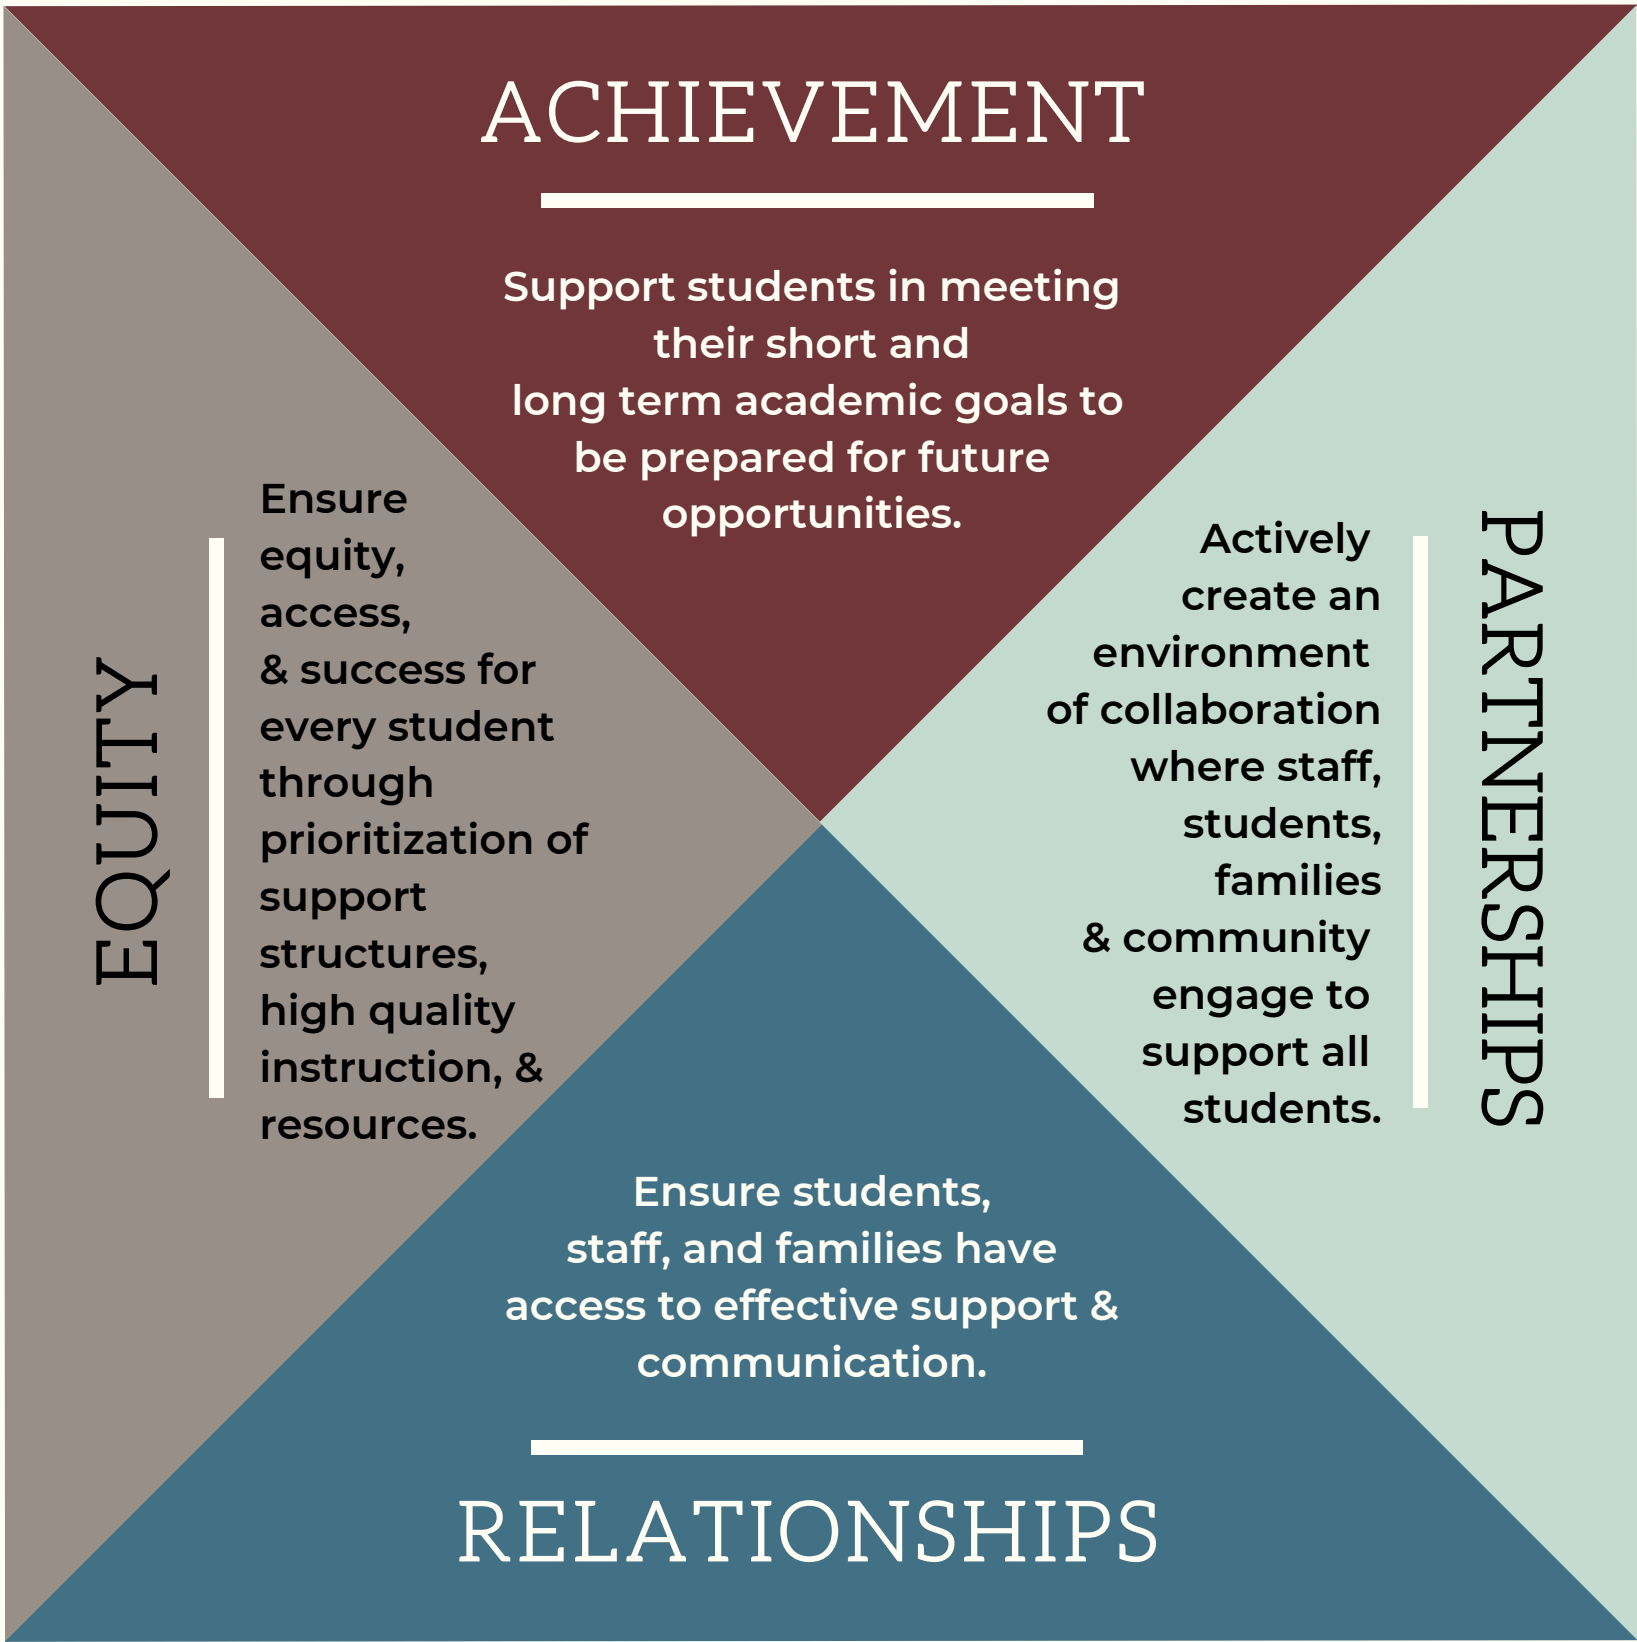 ACHIEVEMENT
Support students in meeting
their short and
long term academic goals to
be prepared for future
opportunities.
EQUITY
Ensure
equity,
access,
& success for
every student
through
prioritization of
support
structures,
high quality
instruction, &
resources.
Actively
create an
environment
of collaboration
where staff,
students,
families
& community
engage to
support all
students.
PARTNERSHIPS
Ensure students,
staff, and families have
access to effective support &
communication.
RELATIONSHIPS